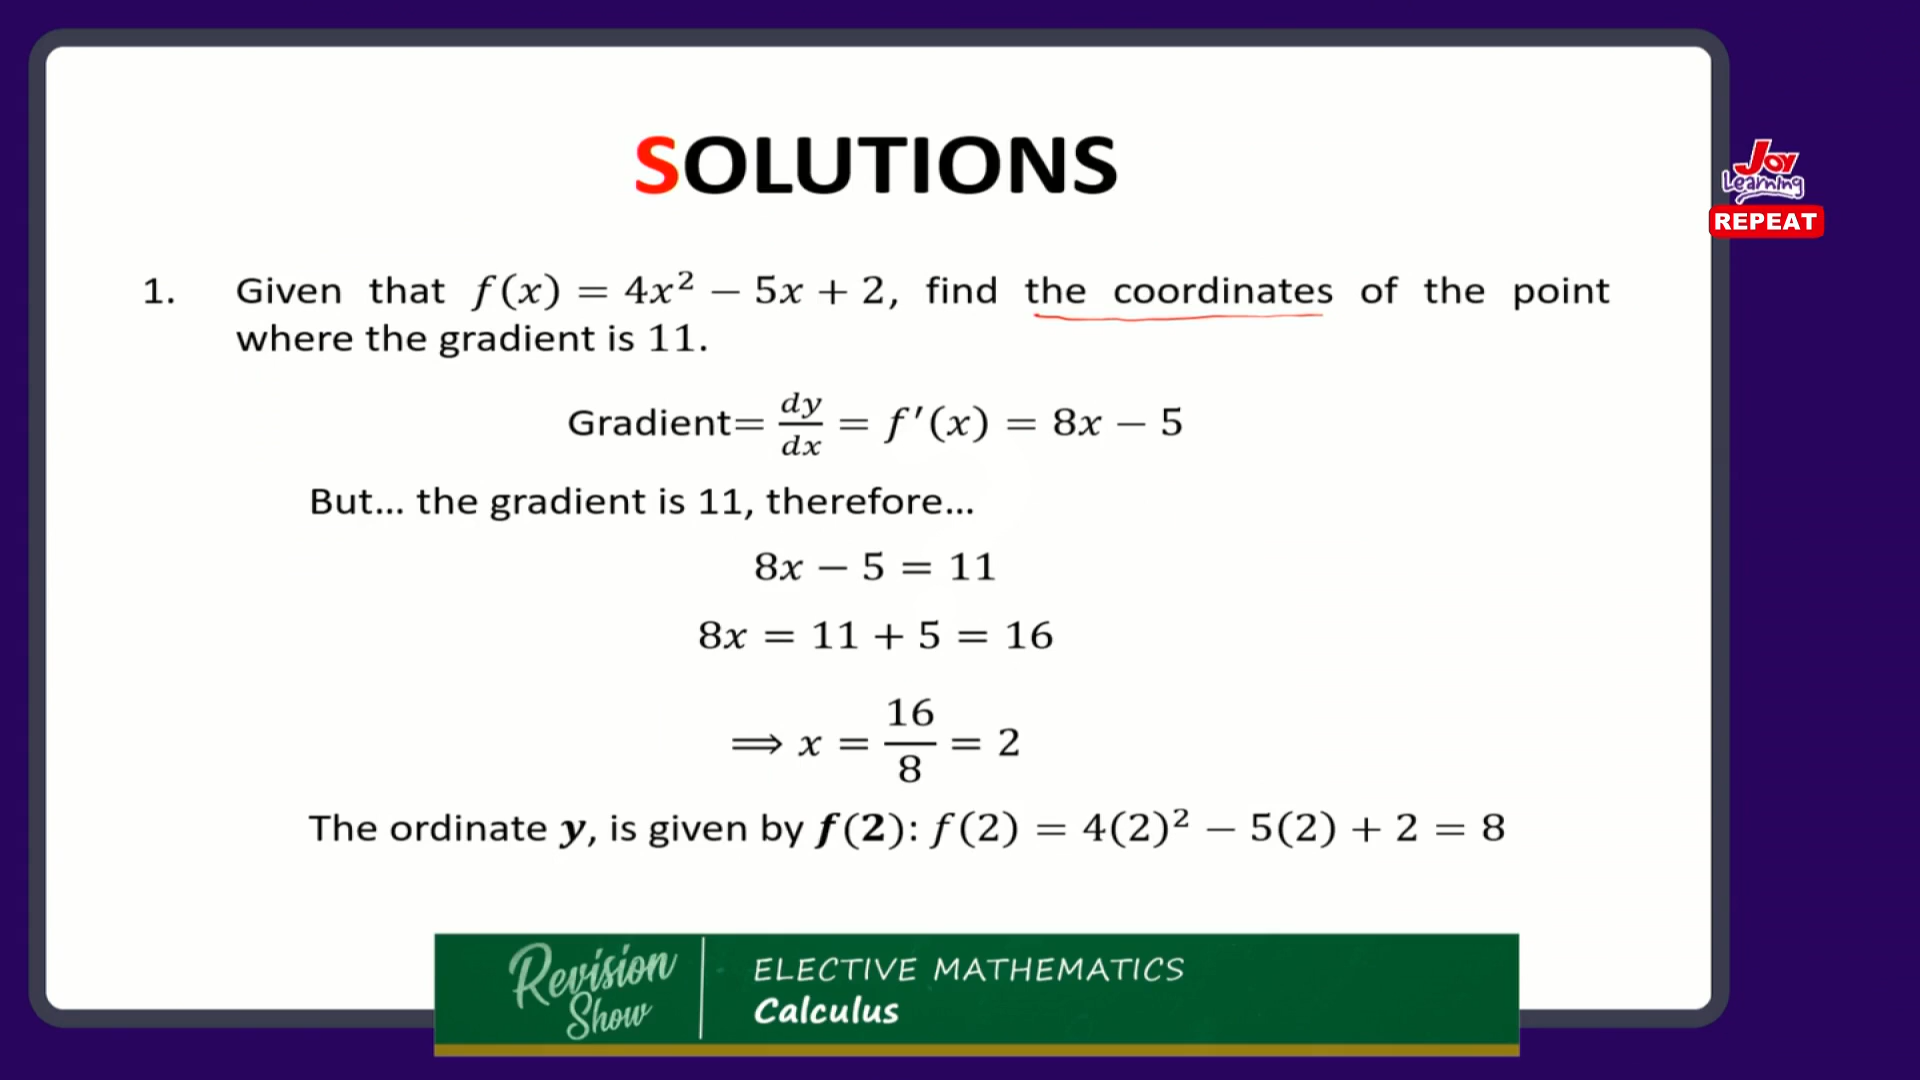 SOLUTIONS
Joy
Learning
REPEAT
1. Given that f(x) = 4x² − 5x + 2, find the coordinates of the point
where the gradient is 11.
Gradient= dy/dx = f′(x) = 8x − 5
But... the gradient is 11, therefore...
8x − 5 = 11
8x = 11 + 5 = 16
⟹ x = 16/8 = 2
The ordinate y, is given by f(2): f(2) = 4(2)² − 5(2) + 2 = 8
Revision
Show
ELECTIVE MATHEMATICS
Calculus